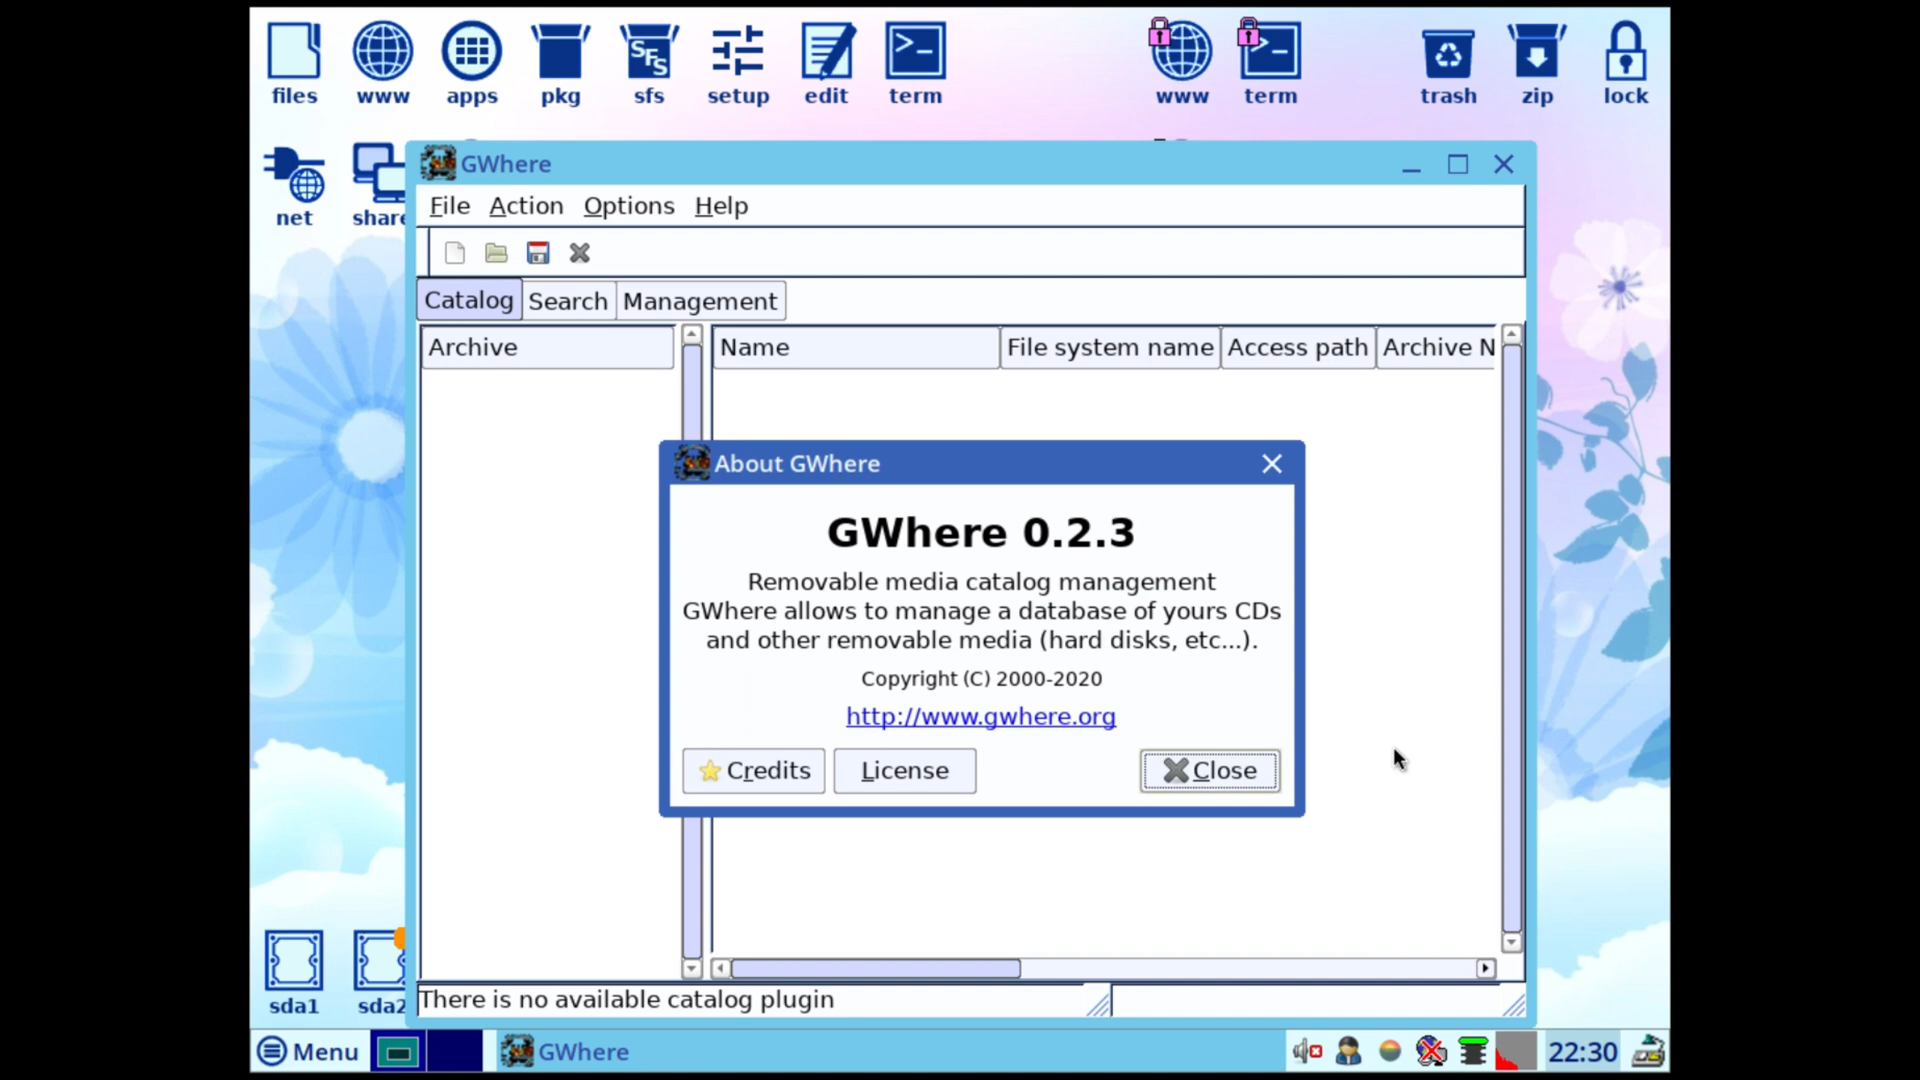 files
www
apps
pkg
sfs
setup
edit
term
www
term
trash
zip
lock
net
share
GWhere
File Action Options Help
Catalog Search Management
Archive
Name
File system name
Access path
Archive N
About GWhere
GWhere 0.2.3
Removable media catalog management
GWhere allows to manage a database of yours CDs
and other removable media (hard disks, etc...).
Copyright (C) 2000-2020
http://www.gwhere.org
Credits
License
Close
sda1
sda2
There is no available catalog plugin
Menu
GWhere
22:30